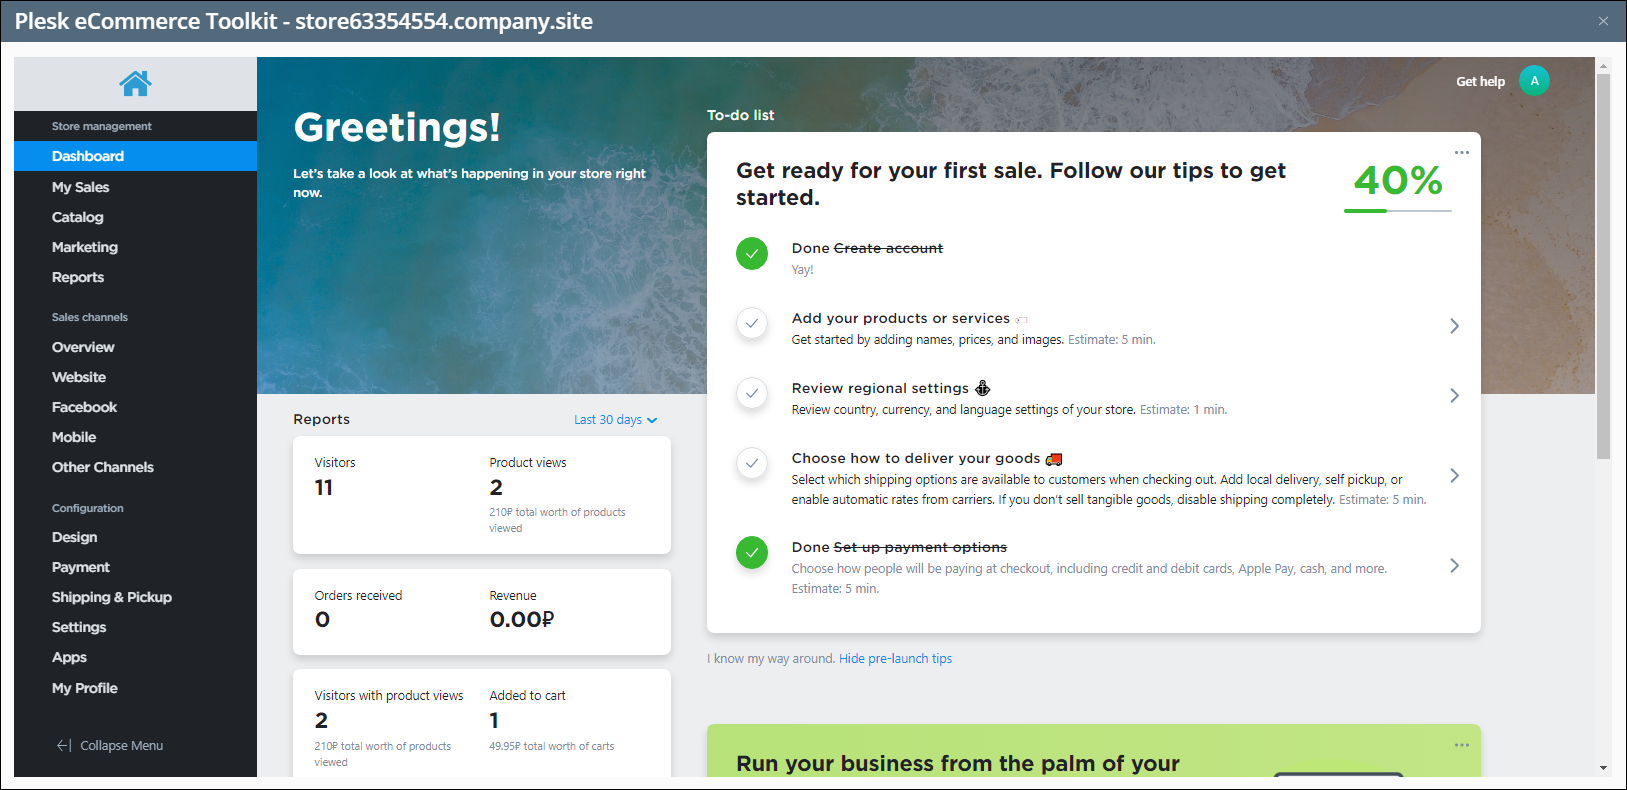 Plesk eCommerce Toolkit - store63354554.company.site
Store management
Dashboard
My Sales
Catalog
Marketing
Reports
Sales channels
Overview
Website
Facebook
Mobile
Other Channels
Configuration
Design
Payment
Shipping & Pickup
Settings
Apps
My Profile
Collapse Menu
Get help
A
Greetings!
Let's take a look at what's happening in your store right
now.
Reports
Last 30 days
Visitors
11
Product views
2
210₽ total worth of products
viewed
Orders received
0
Revenue
0.00₽
Visitors with product views
2
210₽ total worth of products
viewed
Added to cart
1
49.95₽ total worth of carts
To-do list
Get ready for your first sale. Follow our tips to get
started.
40%
Done Create account
Yay!
Add your products or services
Get started by adding names, prices, and images. Estimate: 5 min.
Review regional settings
Review country, currency, and language settings of your store. Estimate: 1 min.
Choose how to deliver your goods
Select which shipping options are available to customers when checking out. Add local delivery, self pickup, or
enable automatic rates from carriers. If you don't sell tangible goods, disable shipping completely. Estimate: 5 min.
Done Set up payment options
Choose how people will be paying at checkout, including credit and debit cards, Apple Pay, cash, and more.
Estimate: 5 min.
I know my way around. Hide pre-launch tips
Run your business from the palm of your